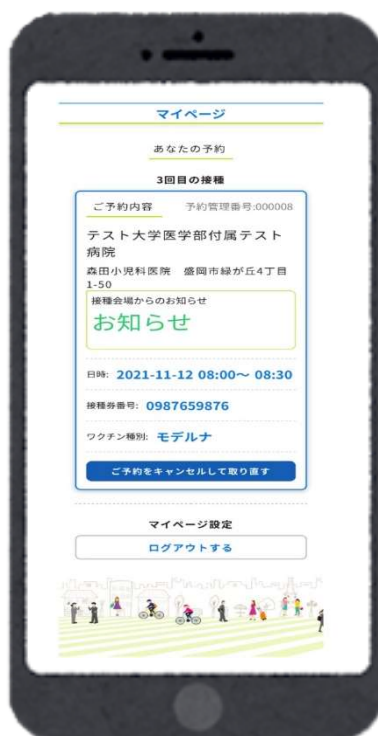 マイページ
あなたの予約
3回目の接種
ご予約内容 予約管理番号:000008
テスト大学医学部付属テスト
病院
森田小児科医院 盛岡市緑が丘4丁目
1-50
接種会場からのお知らせ
お知らせ
日時: 2021-11-12 08:00～ 08:30
接種券番号: 0987659876
ワクチン種別: モデルナ
ご予約をキャンセルして取り直す
マイページ設定
ログアウトする